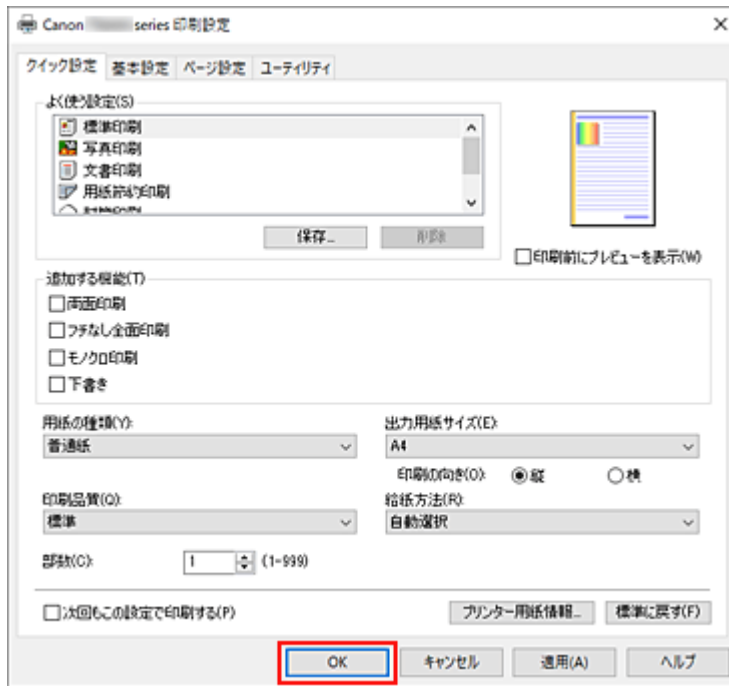 Canon series 印刷設定
クイック設定 基本設定 ページ設定 ユーティリティ
よく使う設定(S)
標準印刷
写真印刷
文書印刷
用紙節約印刷
保存... 削除
印刷前にプレビューを表示(W)
追加する機能(T)
両面印刷
フチなし全面印刷
モノクロ印刷
下書き
用紙の種類(Y): 出力用紙サイズ(E):
普通紙 A4
印刷の向き(O): 縦 横
印刷品質(Q): 給紙方法(R):
標準 自動選択
部数(C): 1 (1-999)
次回もこの設定で印刷する(P) プリンター用紙情報... 標準に戻す(F)
OK キャンセル 適用(A) ヘルプ